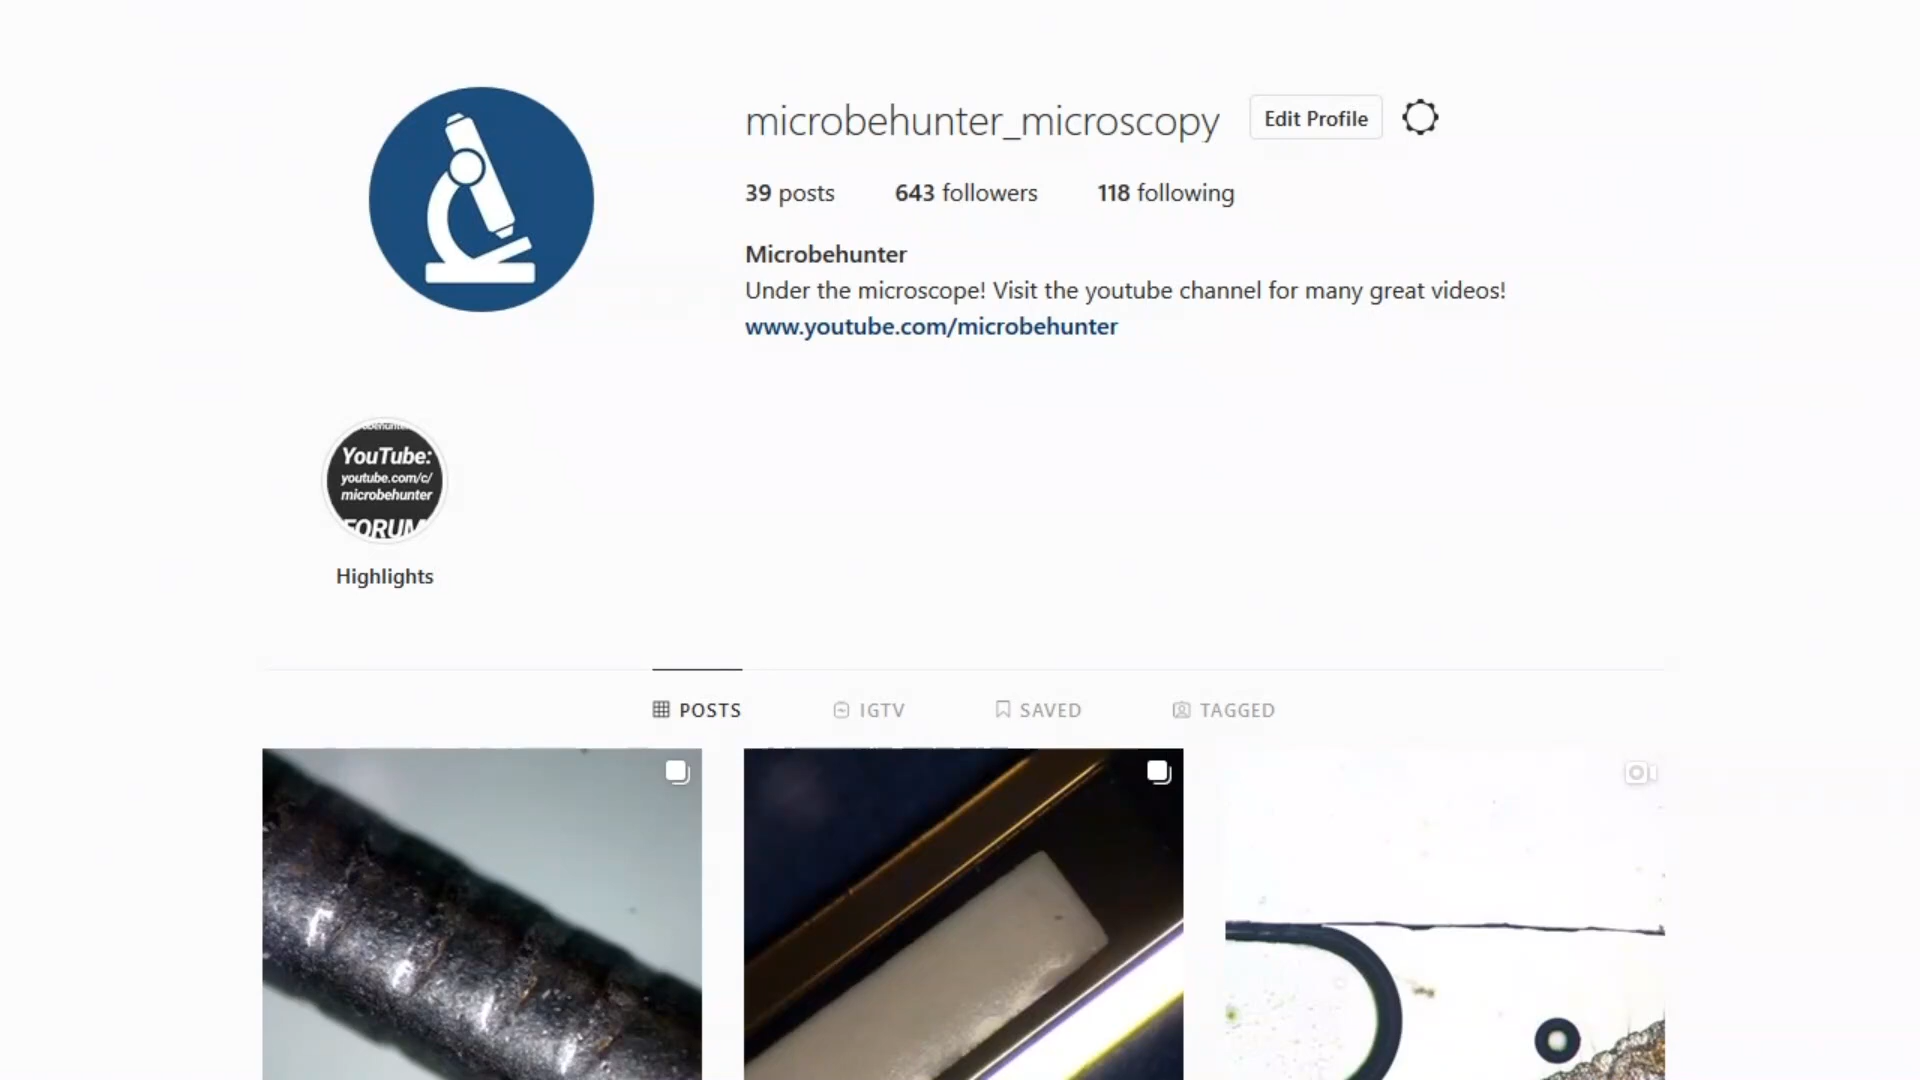 microbehunter_microscopy Edit Profile
39 posts 643 followers 118 following
Microbehunter
Under the microscope! Visit the youtube channel for many great videos!
www.youtube.com/microbehunter
YouTube:
youtube.com/c/
microbehunter
FORUM
Highlights
POSTS IGTV SAVED TAGGED